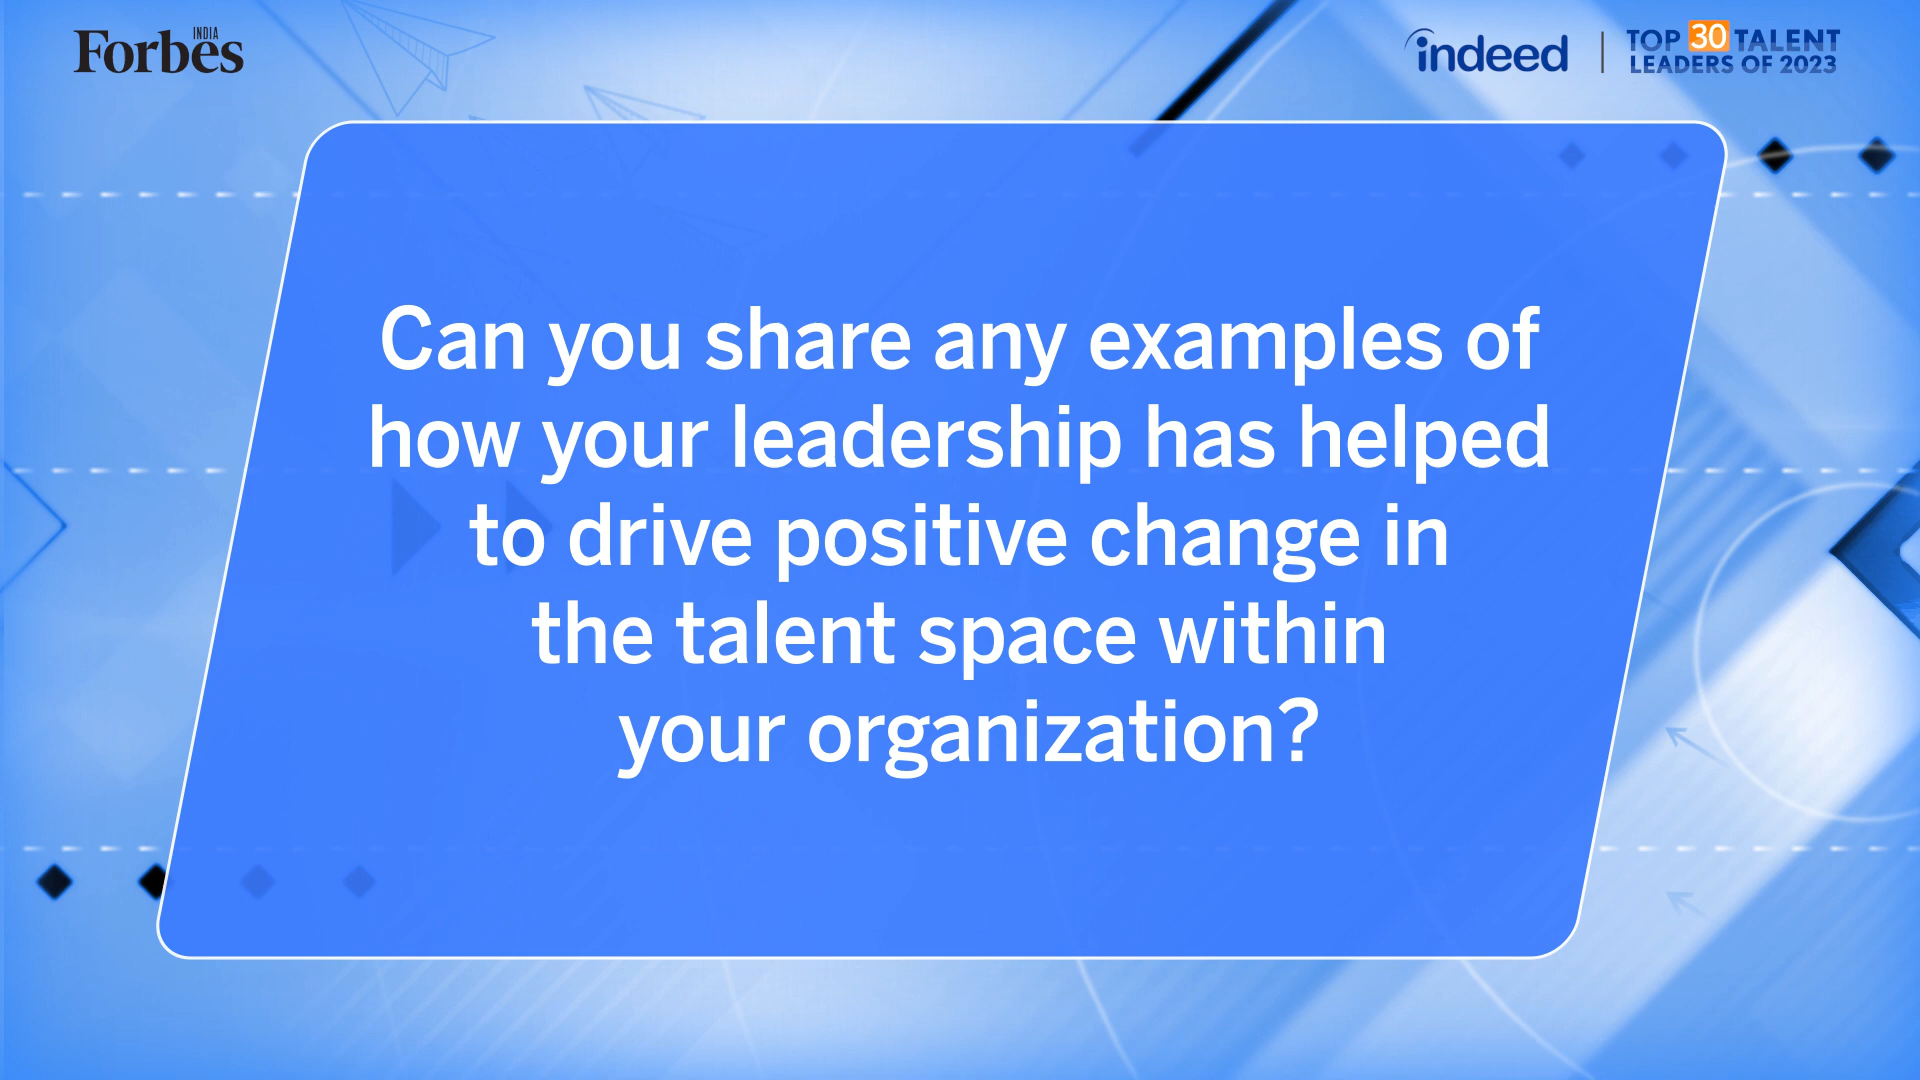 Forbes
INDIA
indeed
TOP 30 TALENT
LEADERS OF 2023
Can you share any examples of
how your leadership has helped
to drive positive change in
the talent space within
your organization?